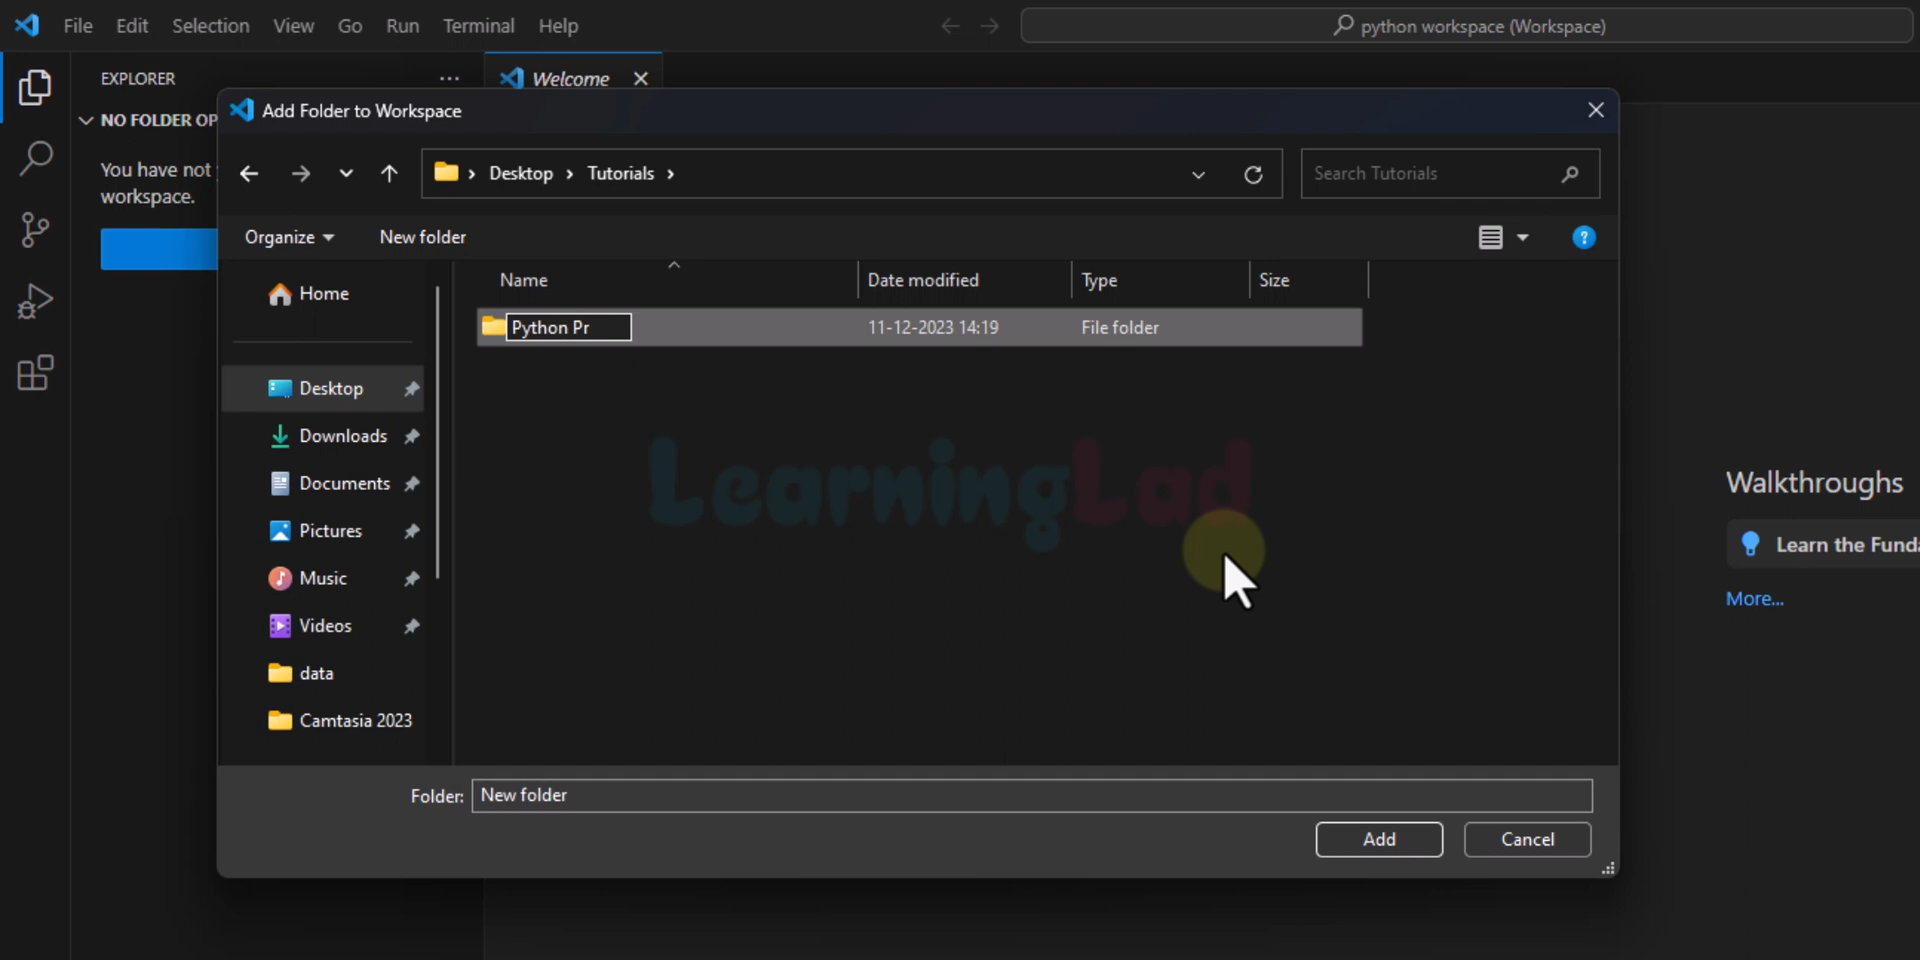 File Edit Selection View Go Run Terminal Help
python workspace (Workspace)
EXPLORER
Welcome
NO FOLDER OP
You have not
workspace.
Add Folder to Workspace
Desktop Tutorials
Search Tutorials
Organize New folder
Name Date modified Type Size
Python Pr 11-12-2023 14:19 File folder
Home
Desktop
Downloads
Documents
Pictures
Music
Videos
data
Camtasia 2023
LearningLad
Folder: New folder
Add Cancel
Walkthroughs
Learn the Funda
More...